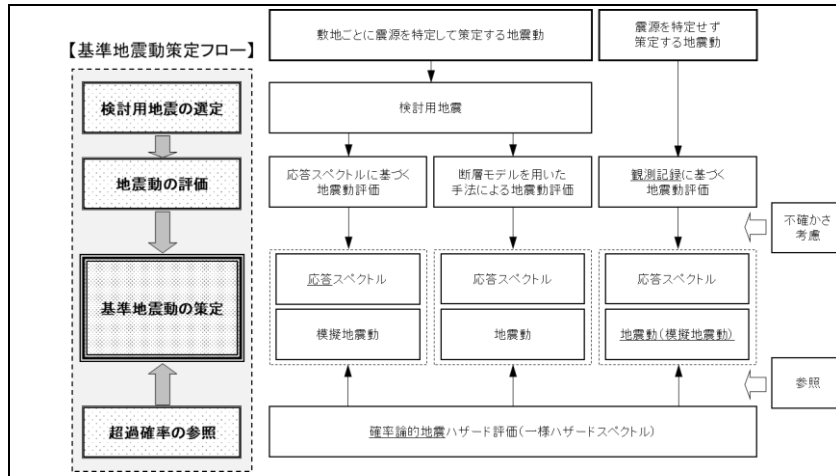 【基準地震動策定フロー】
検討用地震の選定
地震動の評価
基準地震動の策定
超過確率の参照
敷地ごとに震源を特定して策定する地震動
震源を特定せず
策定する地震動
検討用地震
応答スペクトルに基づく
地震動評価
断層モデルを用いた
手法による地震動評価
観測記録に基づく
地震動評価
不確かさ
考慮
応答スペクトル
模擬地震動
応答スペクトル
地震動
応答スペクトル
地震動(模擬地震動)
参照
確率論的地震ハザード評価(一様ハザードスペクトル)